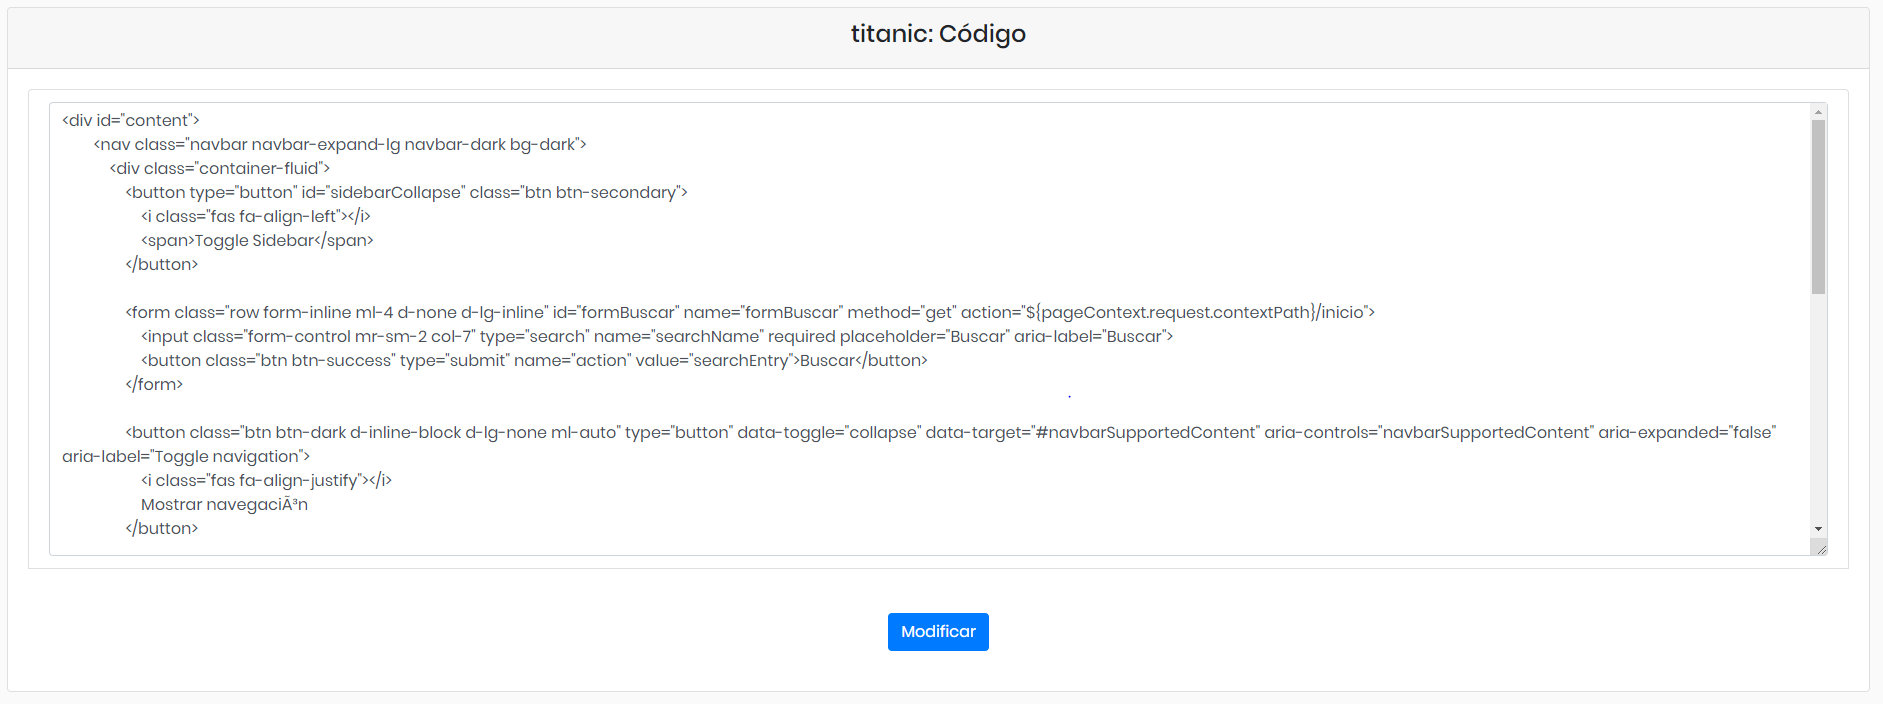 titanic: Código
<div id="content">
<nav class="navbar navbar-expand-lg navbar-dark bg-dark">
<div class="container-fluid">
<button type="button" id="sidebarCollapse" class="btn btn-secondary">
<i class="fas fa-align-left"></i>
<span>Toggle Sidebar</span>
</button>
<form class="row form-inline ml-4 d-none d-lg-inline" id="formBuscar" name="formBuscar" method="get" action="${pageContext.request.contextPath}/inicio">
<input class="form-control mr-sm-2 col-7" type="search" name="searchName" required placeholder="Buscar" aria-label="Buscar">
<button class="btn btn-success" type="submit" name="action" value="searchEntry">Buscar</button>
</form>
<button class="btn btn-dark d-inline-block d-lg-none ml-auto" type="button" data-toggle="collapse" data-target="#navbarSupportedContent" aria-controls="navbarSupportedContent" aria-expanded="false"
aria-label="Toggle navigation">
<i class="fas fa-align-justify"></i>
Mostrar navegaciÃ³n
</button>
Modificar